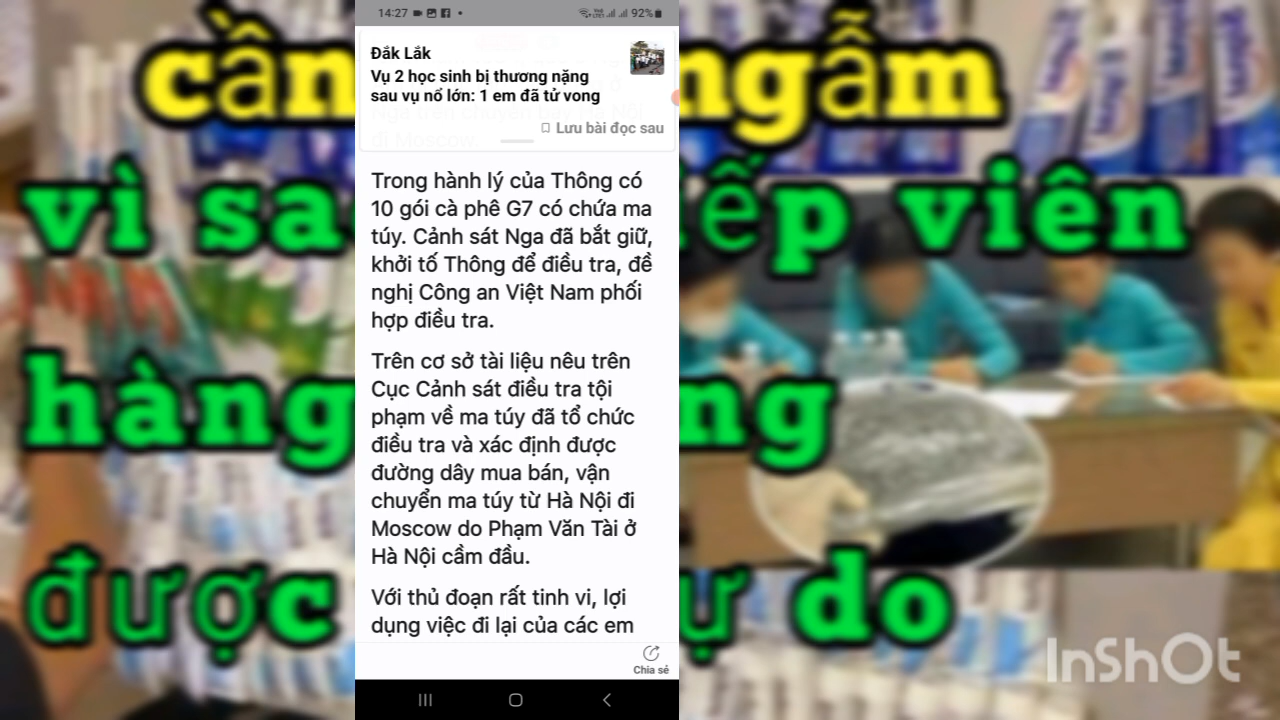 14:27
92%
Đắk Lắk
Vụ 2 học sinh bị thương nặng
sau vụ nổ lớn: 1 em đã tử vong
Lưu bài đọc sau
đi Moscow.
Trong hành lý của Thông có
10 gói cà phê G7 có chứa ma
túy. Cảnh sát Nga đã bắt giữ,
khởi tố Thông để điều tra, đề
nghị Công an Việt Nam phối
hợp điều tra.
Trên cơ sở tài liệu nêu trên
Cục Cảnh sát điều tra tội
phạm về ma túy đã tổ chức
điều tra và xác định được
đường dây mua bán, vận
chuyển ma túy từ Hà Nội đi
Moscow do Phạm Văn Tài ở
Hà Nội cầm đầu.
Với thủ đoạn rất tinh vi, lợi
dụng việc đi lại của các em
Chia sẻ
cần ngẫm
vì viên
hàng
được do
InShOt